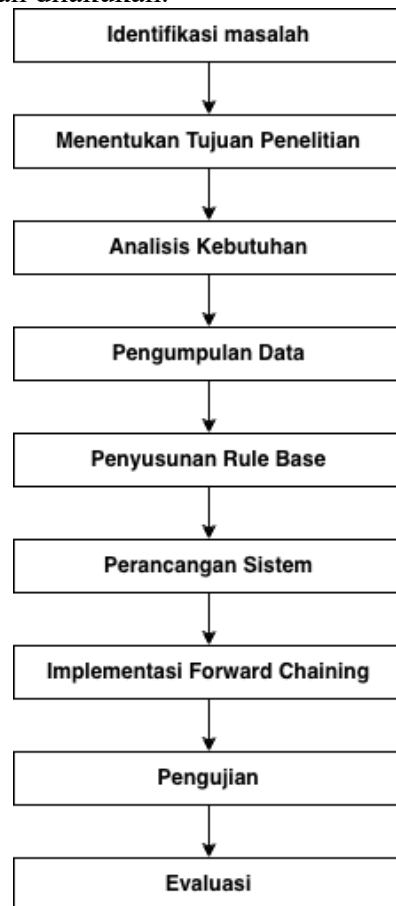 Identifikasi masalah
Menentukan Tujuan Penelitian
Analisis Kebutuhan
Pengumpulan Data
Penyusunan Rule Base
Perancangan Sistem
Implementasi Forward Chaining
Pengujian
Evaluasi